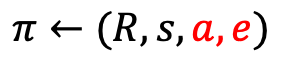 π ← (R, s, a, e)